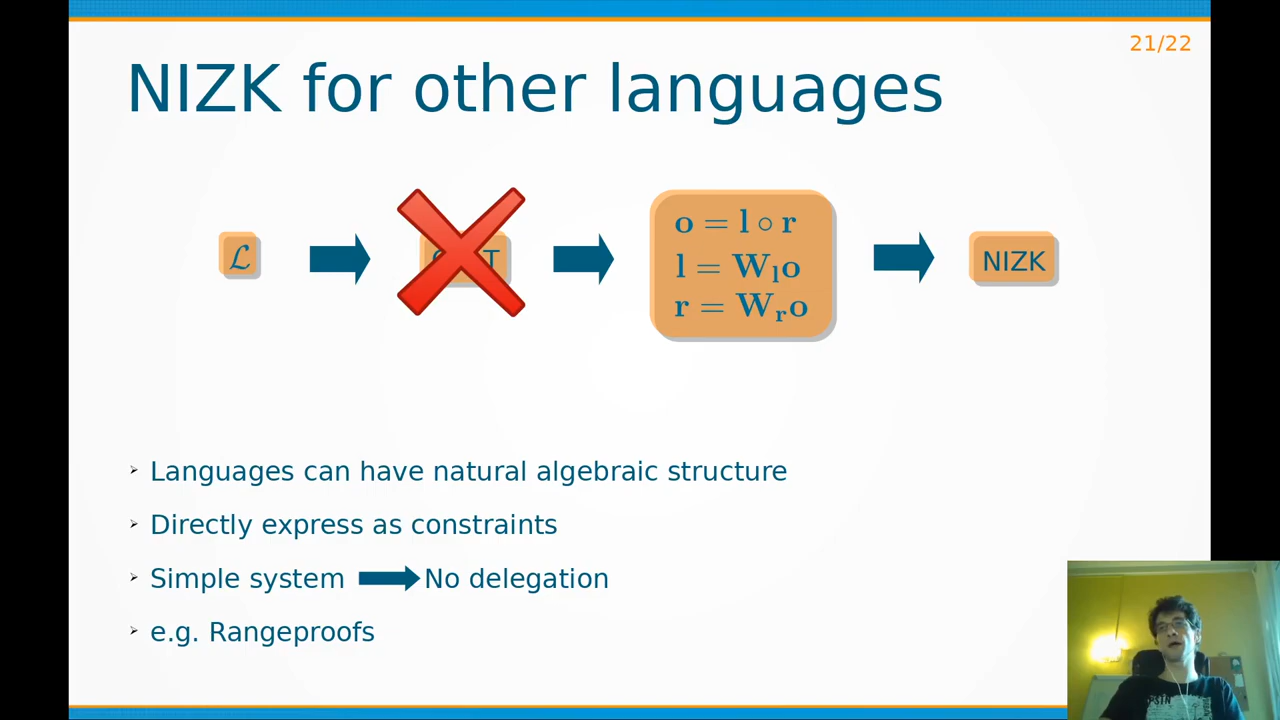 21/22
NIZK for other languages
ℒ
o = l ∘ r
l = W_l o
r = W_r o
NIZK
Languages can have natural algebraic structure
Directly express as constraints
Simple system No delegation
e.g. Rangeproofs